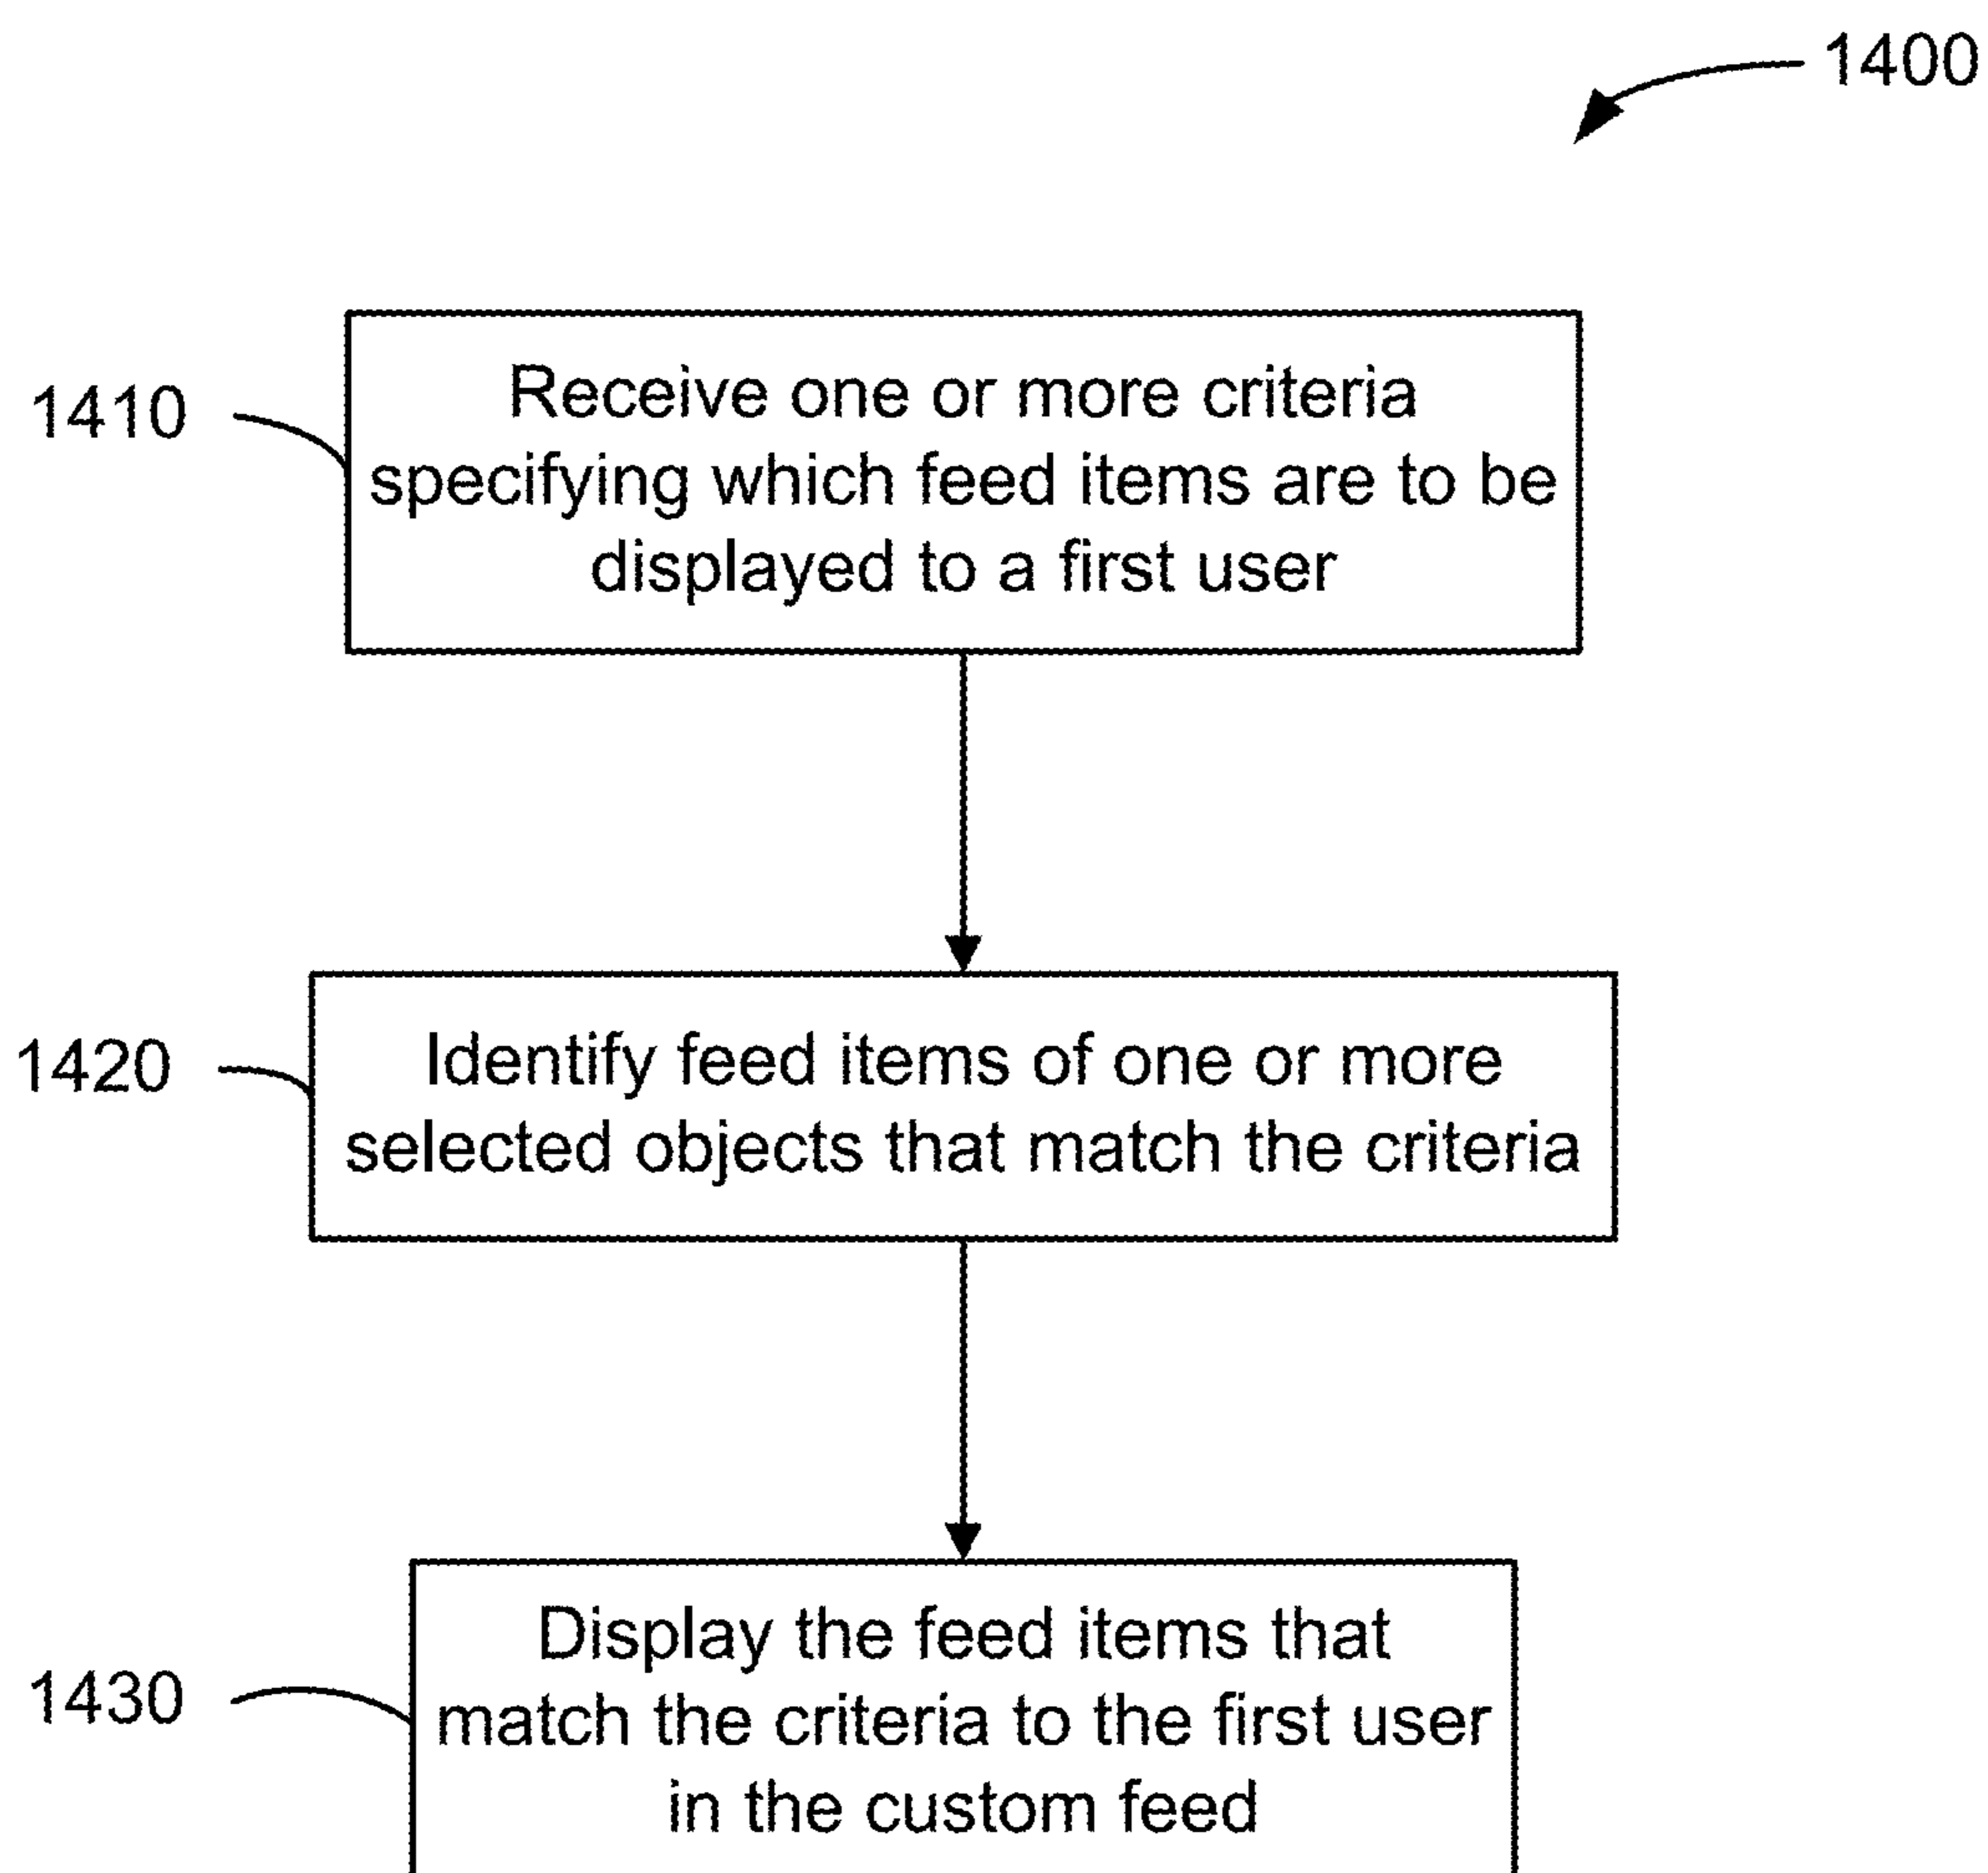 1400
1410
Receive one or more criteria
specifying which feed items are to be
displayed to a first user
1420
Identify feed items of one or more
selected objects that match the criteria
1430
Display the feed items that
match the criteria to the first user
in the custom feed